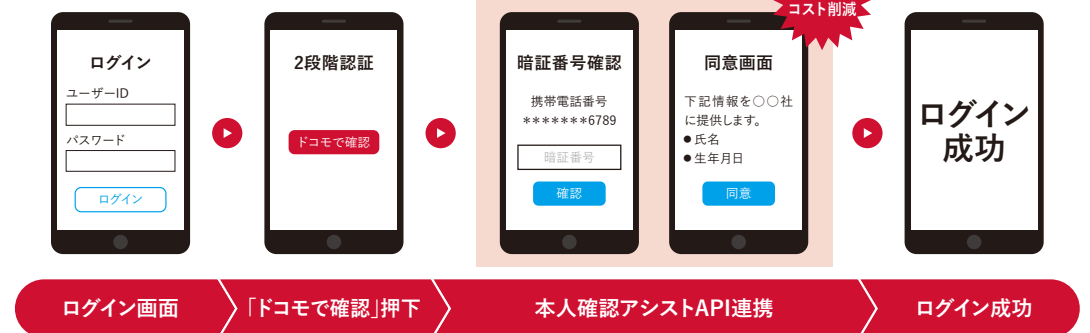 コスト削減
ログイン
ユーザーID
パスワード
ログイン
2段階認証
ドコモで確認
暗証番号確認
携帯電話番号
*******6789
暗証番号
確認
同意画面
下記情報を〇〇社
に提供します。
●氏名
●生年月日
同意
ログイン
成功
ログイン画面
「ドコモで確認」押下
本人確認アシストAPI連携
ログイン成功